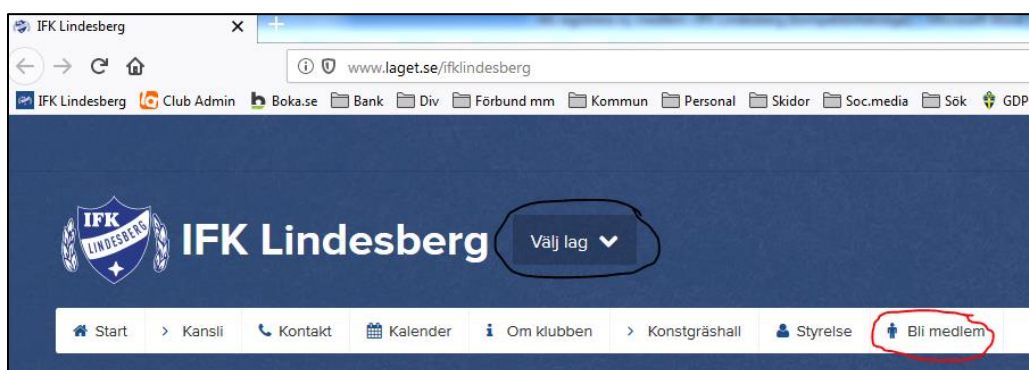 IFK Lindesberg
www.laget.se/ifklindesberg
IFK Lindesberg Club Admin Boka.se Bank Div Förbund mm Kommun Personal Skidor Soc.media Sök GDP
IFK
LINDESBERG
IFK Lindesberg Välj lag
Start Kansli Kontakt Kalender Om klubben Konstgräshall Styrelse Bli medlem